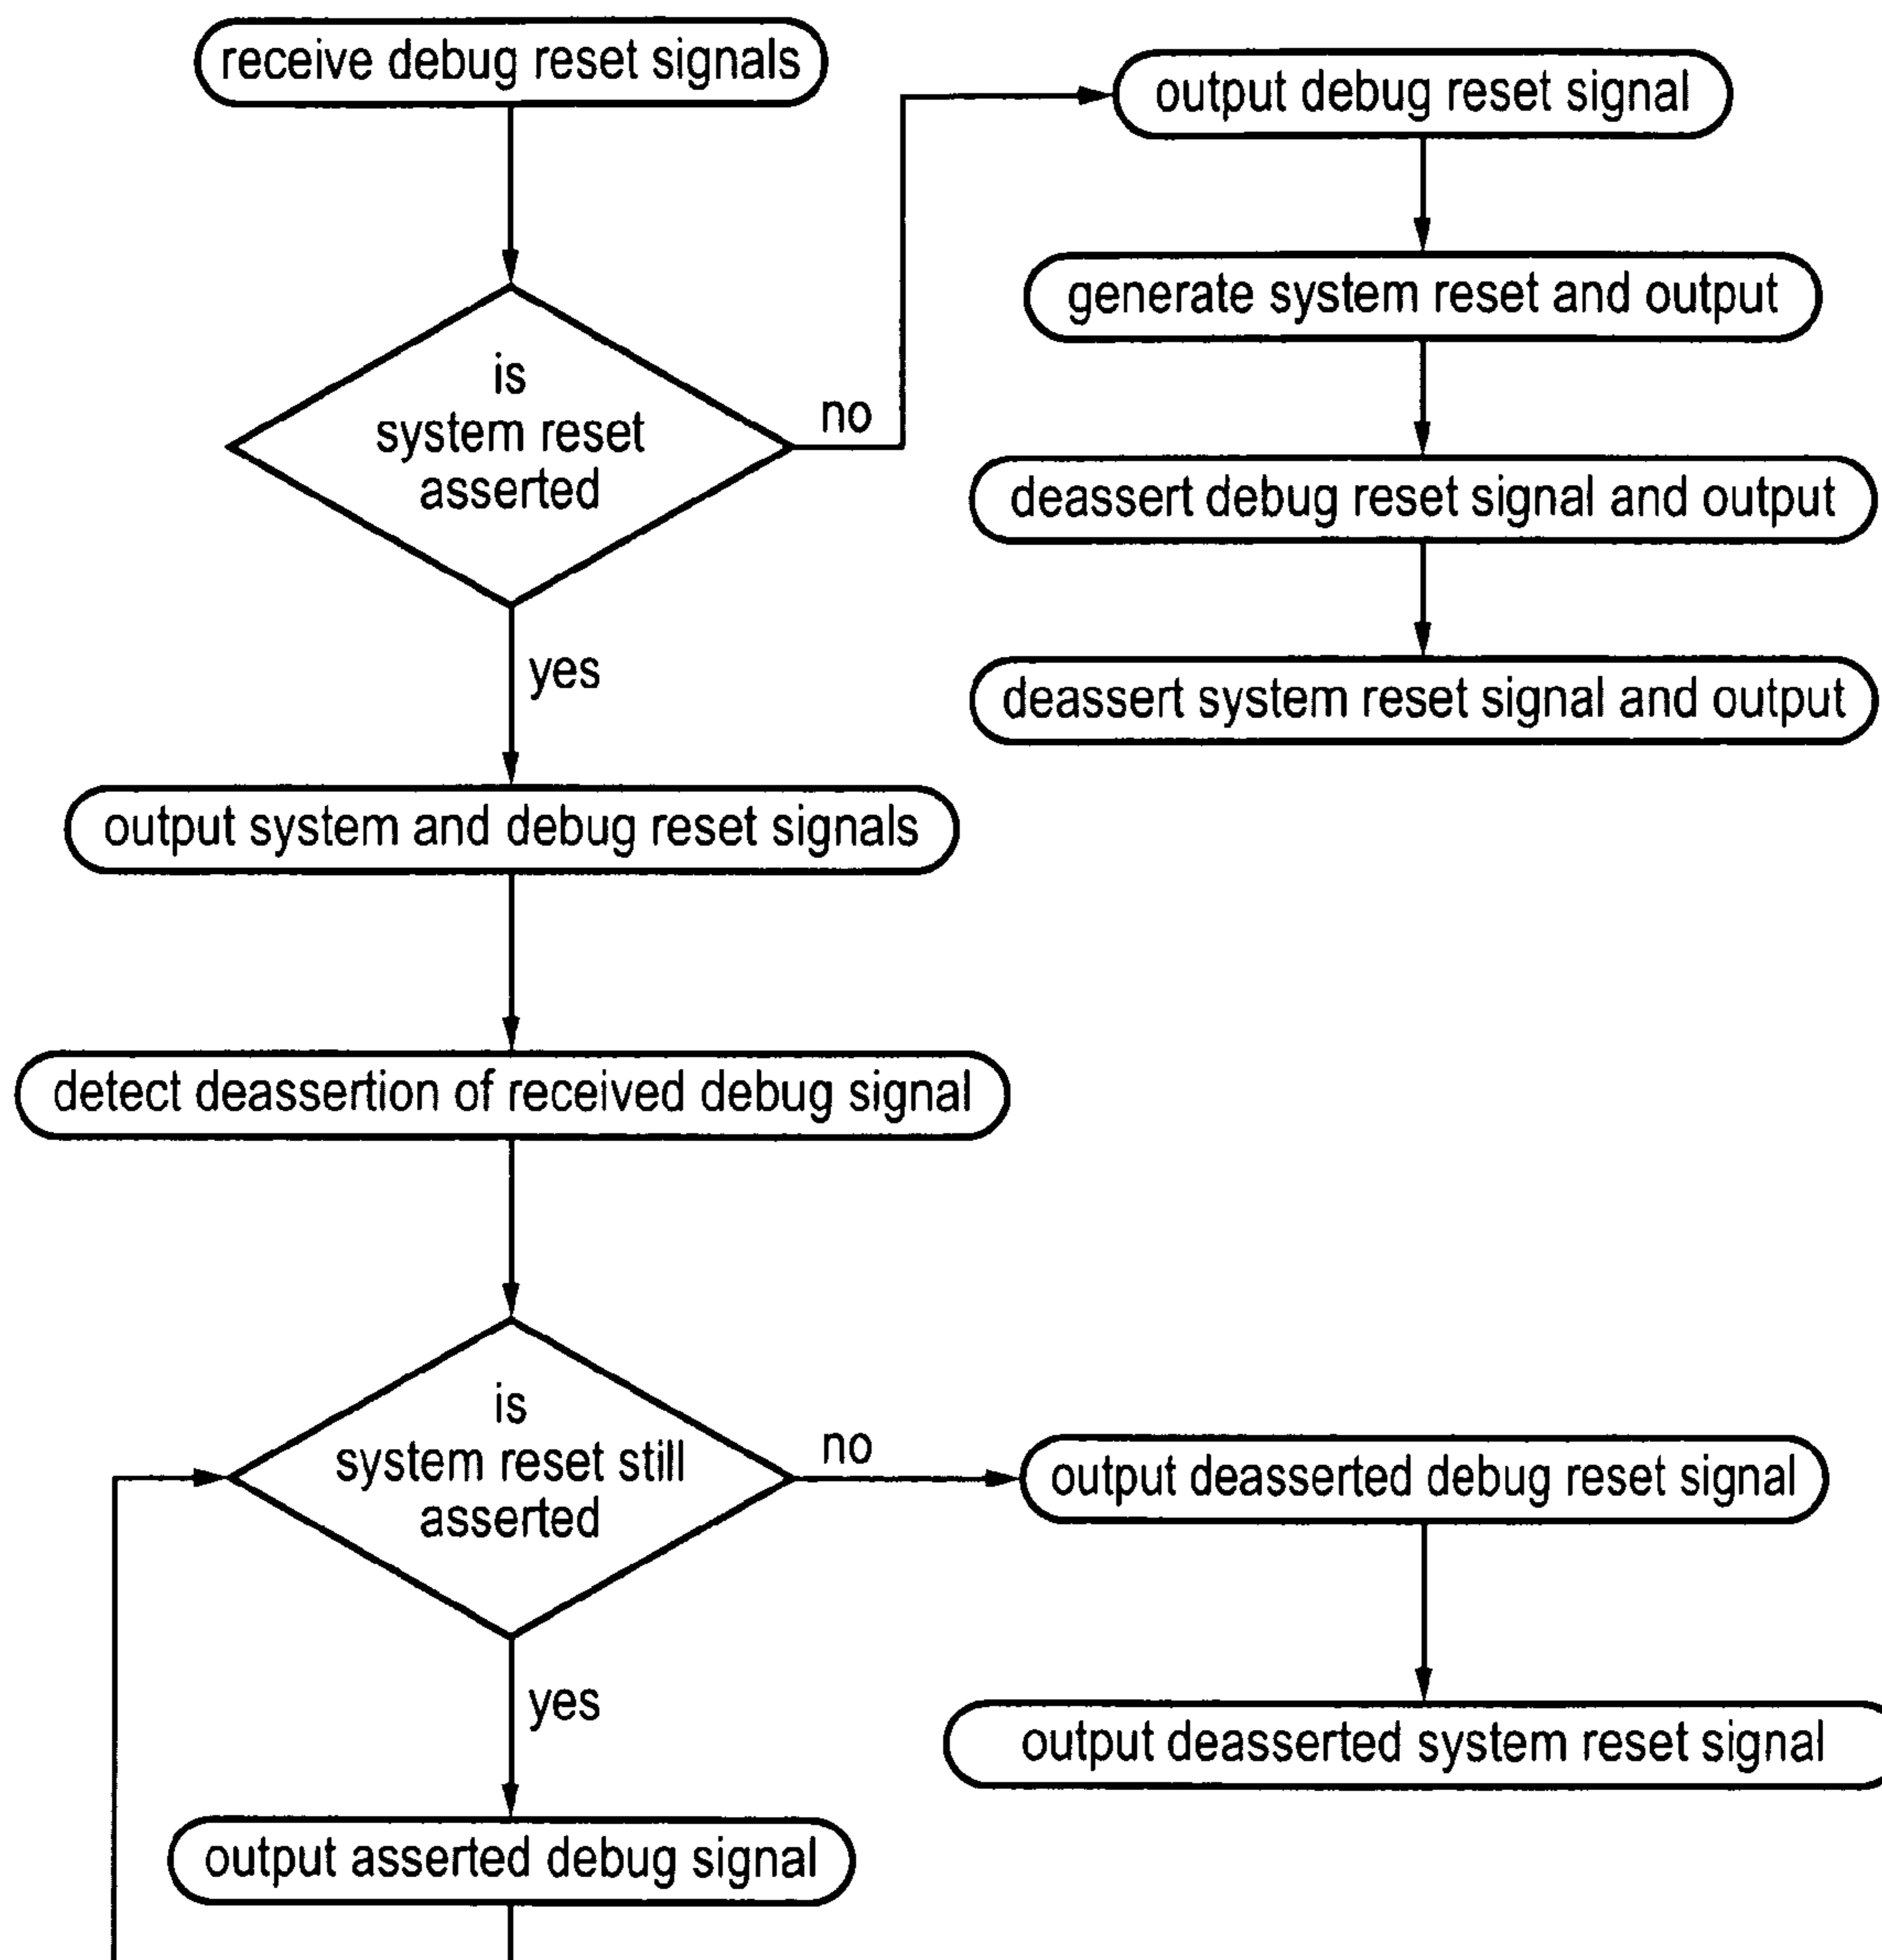 receive debug reset signals
output debug reset signal
generate system reset and output
is
system reset
asserted
no
deassert debug reset signal and output
yes
deassert system reset signal and output
output system and debug reset signals
detect deassertion of received debug signal
is
system reset still
asserted
no
output deasserted debug reset signal
yes
output deasserted system reset signal
output asserted debug signal